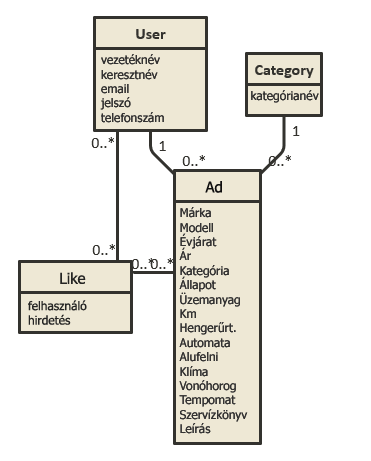 User
vezetéknév
keresztnév
email
jelszó
telefonszám
Category
kategórianév
0..*
1
0..*
1
0..*
Ad
Márka
Modell
Évjárat
Ár
Kategória
Állapot
Üzemanyag
Km
Hengerűrt.
Automata
Alufelni
Klíma
Vonóhorog
Tempomat
Szervízkönyv
Leírás
0..*
0..*
0..*
Like
felhasználó
hirdetés